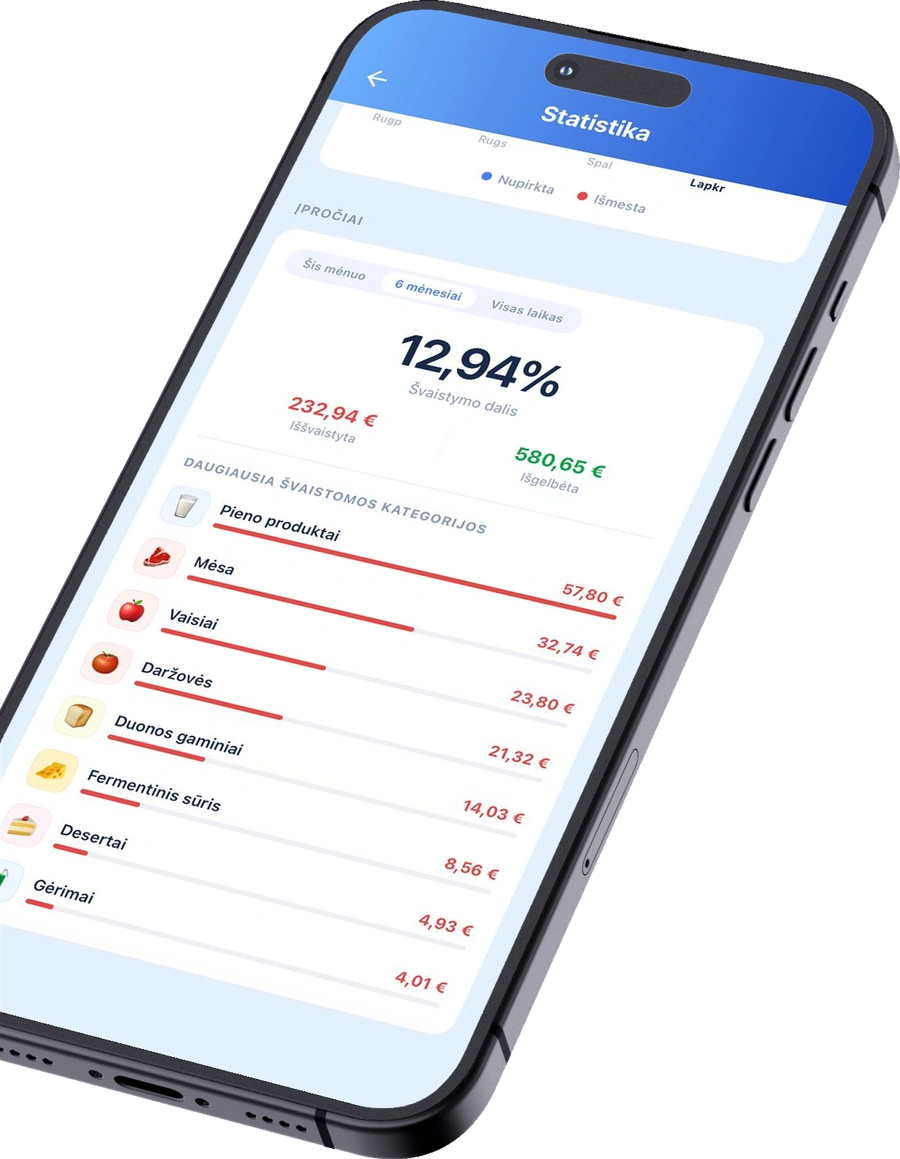 Statistika
Rugp
Rugs
Spal
Lapkr
Nupirkta
Išmesta
ĮPROČIAI
Šis mėnuo
6 mėnesiai
Visas laikas
12,94%
Švaistymo dalis
232,94 €
Iššvaistyta
580,65 €
Išgelbėta
DAUGIAUSIA ŠVAISTOMOS KATEGORIJOS
Pieno produktai
57,80 €
Mėsa
32,74 €
Vaisiai
23,80 €
Daržovės
21,32 €
Duonos gaminiai
14,03 €
Fermentinis sūris
8,56 €
Desertai
4,93 €
Gėrimai
4,01 €